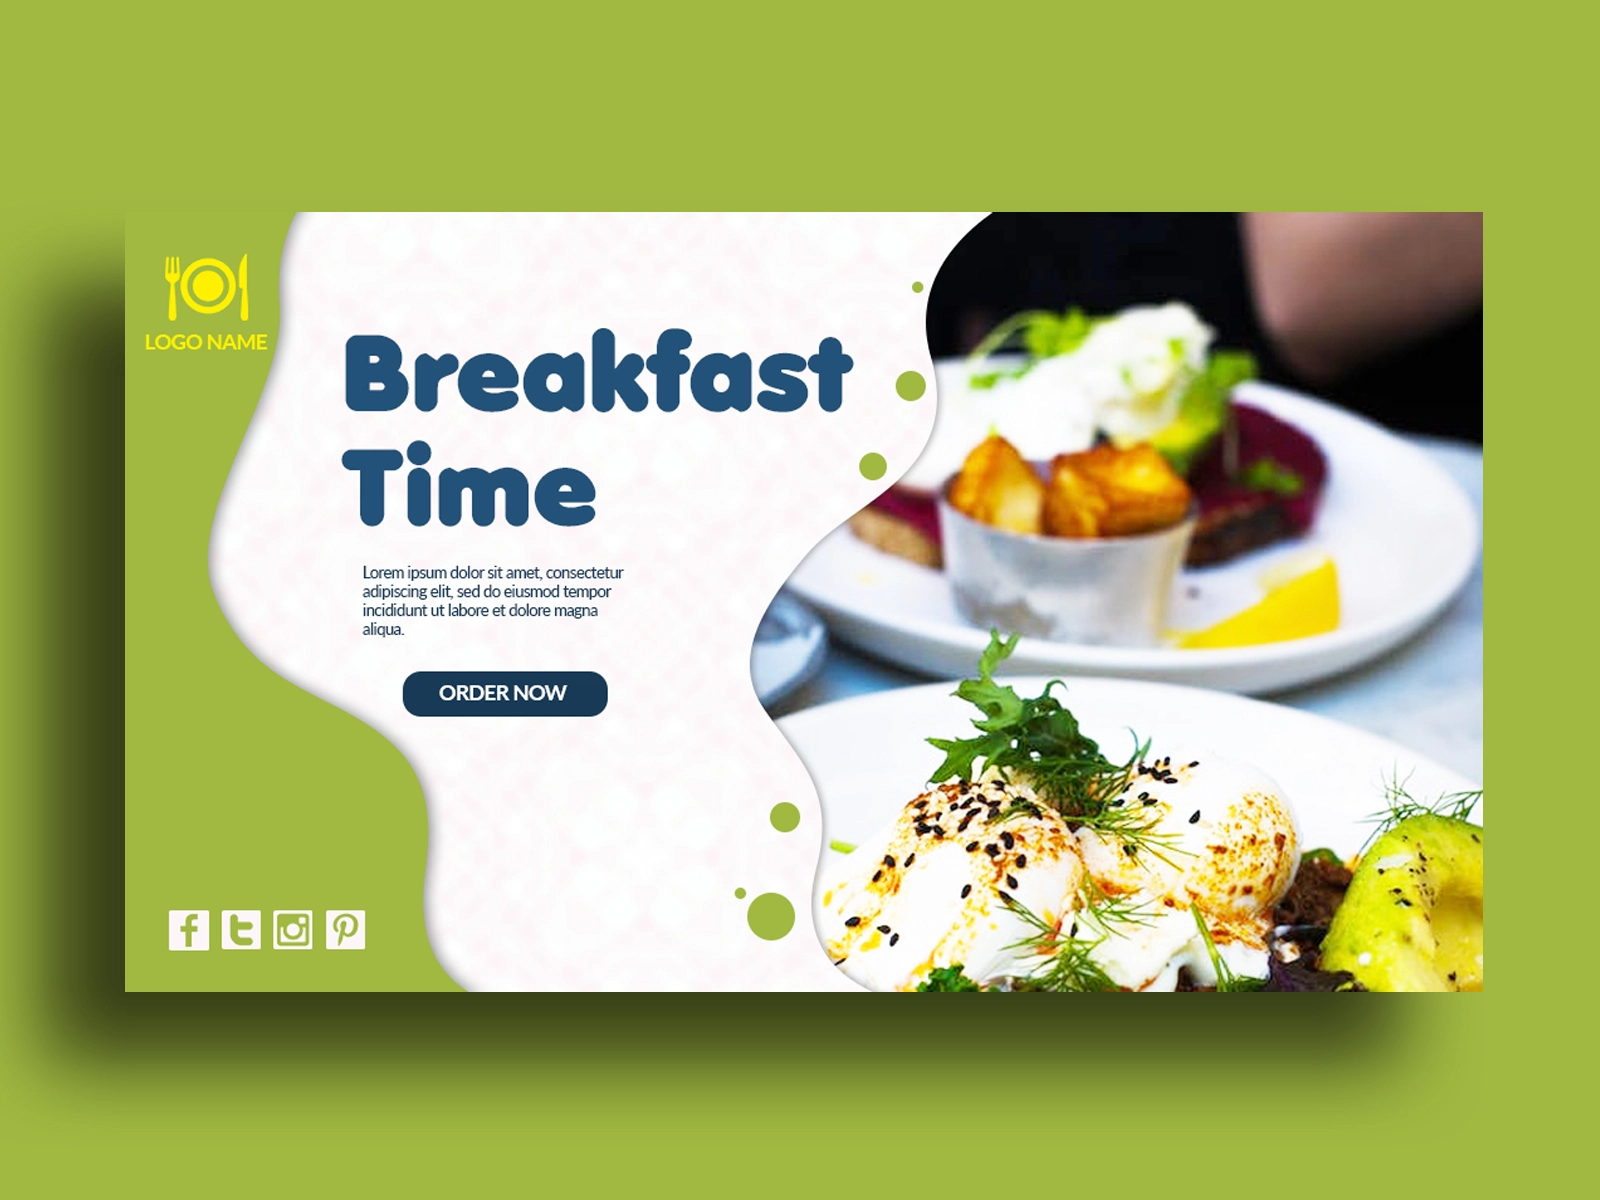 LOGO NAME
Breakfast
Time
Lorem ipsum dolor sit amet, consectetur
adipiscing elit, sed do eiusmod tempor
incididunt ut labore et dolore magna
aliqua.
ORDER NOW